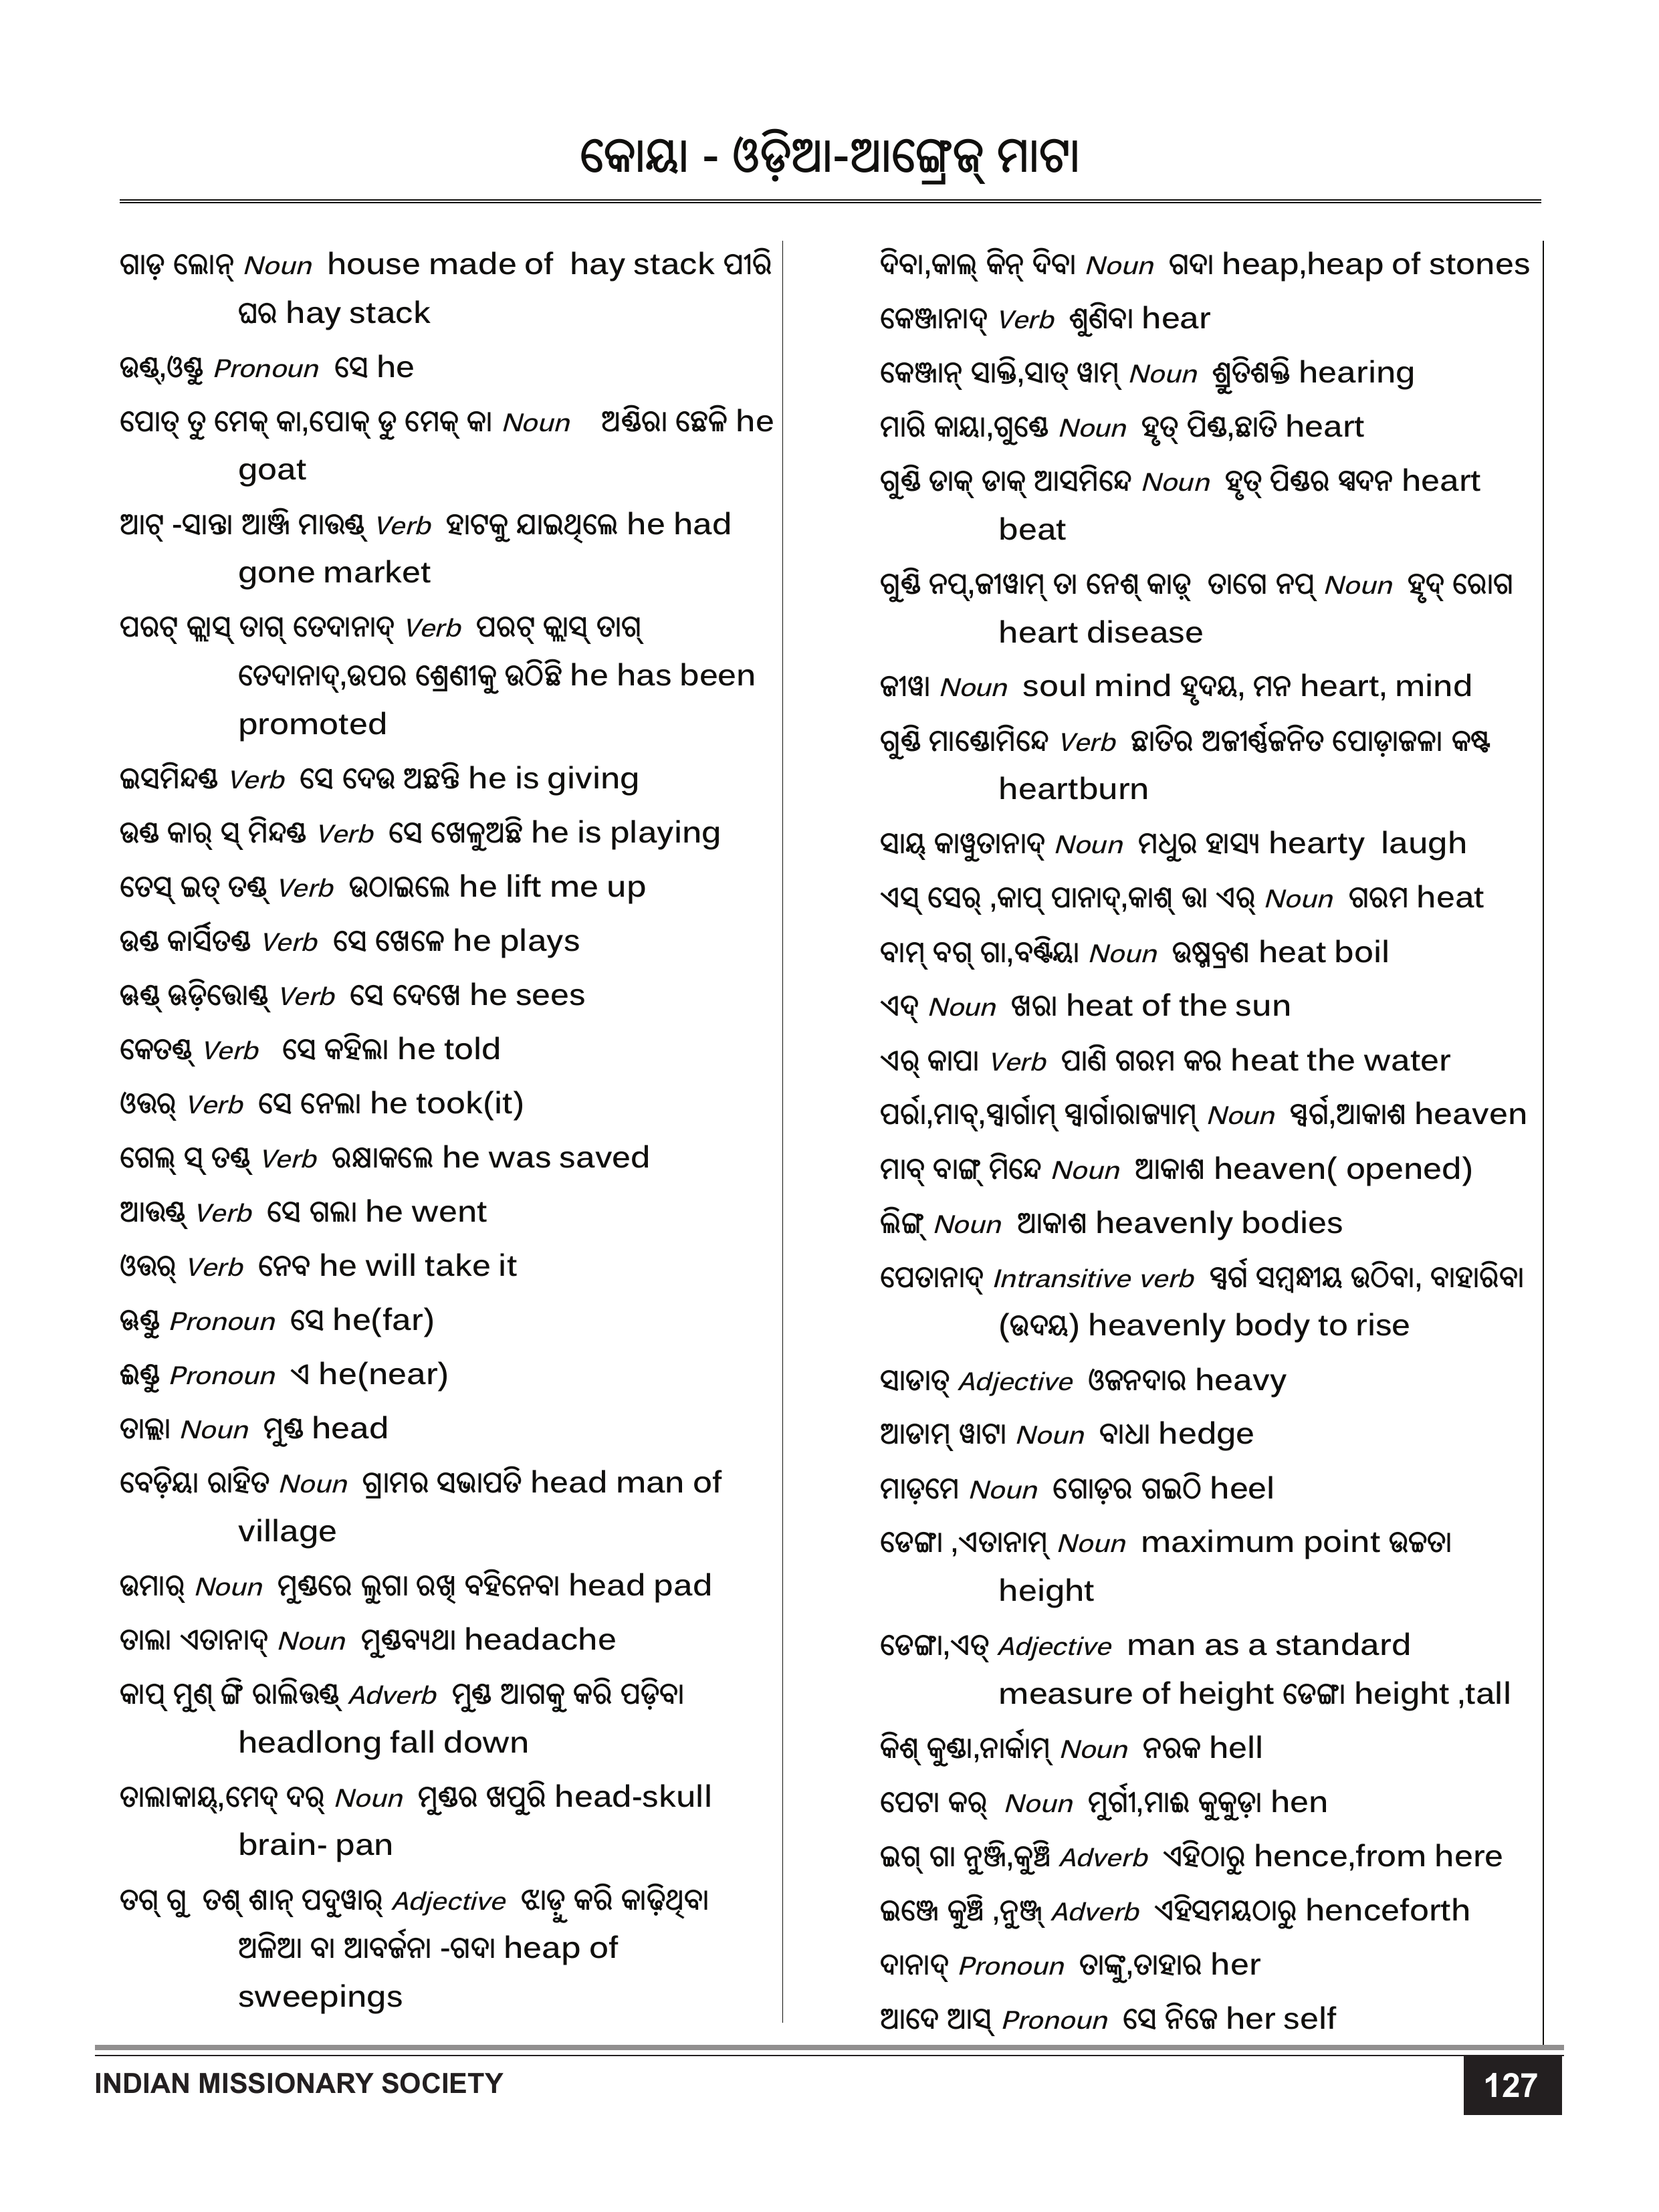 କୋୟା - ଓଡ଼ିଆ-ଆଙ୍ଗ୍ରେଜ୍ ମାଟା
ଗାଡ଼ ଲୋନ୍ Noun house made of hay stack ପୀରି
ଘର hay stack
ଉଣ୍ଡ୍,ଓଣ୍ଡୁ Pronoun ସେ he
ପୋତ୍ ତୁ ମେକ୍ କା,ପୋକ୍ ଡୁ ମେକ୍ କା Noun ଅଣ୍ଡିରା ଛେଳି he
goat
ଆଟ୍ -ସାନ୍ତା ଆଞ୍ଜି ମାଉଣ୍ଡ୍ Verb ହାଟକୁ ଯାଇଥିଲେ he had
gone market
ପରଟ୍ କ୍ଲାସ୍ ତାଗ୍ ତେଦାନାଦ୍ Verb ପରଟ୍ କ୍ଲାସ୍ ତାଗ୍
ତେଦାନାଦ୍,ଉପର ଶ୍ରେଣୀକୁ ଉଠିଛି he has been
promoted
ଇସମିନ୍ଦଣ୍ଡ Verb ସେ ଦେଉ ଅଛନ୍ତି he is giving
ଉଣ୍ଡ କାର୍ ସ୍ ମିନ୍ଦଣ୍ଡ Verb ସେ ଖେଳୁଅଛି he is playing
ତେସ୍ ଇତ୍ ତଣ୍ଡ୍ Verb ଉଠାଇଲେ he lift me up
ଉଣ୍ଡ କାର୍ସିତଣ୍ଡ Verb ସେ ଖେଳେ he plays
ଊଣ୍ଡ୍ ଊଡ଼ିତ୍ତୋଣ୍ଡ୍ Verb ସେ ଦେଖେ he sees
କେତଣ୍ଡ୍ Verb ସେ କହିଲା he told
ଓଉର୍ Verb ସେ ନେଲା he took(it)
ଗେଲ୍ ସ୍ ତଣ୍ଡ୍ Verb ରକ୍ଷାକଲେ he was saved
ଆଉଣ୍ଡ୍ Verb ସେ ଗଲା he went
ଓଉର୍ Verb ନେବ he will take it
ଊଣ୍ଡୁ Pronoun ସେ he(far)
ଈଣ୍ଡୁ Pronoun ଏ he(near)
ତାଲ୍ଲା Noun ମୁଣ୍ଡ head
ବେଡ଼ିୟା ରାହିତ Noun ଗ୍ରାମର ସଭାପତି head man of
village
ଉମାର୍ Noun ମୁଣ୍ଡରେ ଲୁଗା ରଖି ବହିନେବା head pad
ତାଲା ଏତାନାଦ୍ Noun ମୁଣ୍ଡବ୍ୟଥା headache
କାପ୍ ମୁଣ୍ ଙ୍ଗି ରାଲିଉଣ୍ଡ୍ Adverb ମୁଣ୍ଡ ଆଗକୁ କରି ପଡ଼ିବା
headlong fall down
ତାଲାକାୟ୍,ମେଦ୍ ଦର୍ Noun ମୁଣ୍ଡର ଖପୁରି head-skull
brain- pan
ତଗ୍ ଗୁ ତଶ୍ ଶାନ୍ ପଦୁୱାର୍ Adjective ଝାଡ଼ୁ କରି କାଢ଼ିଥିବା
ଅଳିଆ ବା ଆବର୍ଜନା -ଗଦା heap of
sweepings
ଦିବା,କାଲ୍ କିନ୍ ଦିବା Noun ଗଦା heap,heap of stones
କେଞ୍ଜାନାଦ୍ Verb ଶୁଣିବା hear
କେଞ୍ଜାନ୍ ସାକ୍ତି,ସାତ୍ ୱାମ୍ Noun ଶ୍ରୁତିଶକ୍ତି hearing
ମାରି କାୟା,ଗୁଣ୍ଡେ Noun ହୃତ୍ ପିଣ୍ଡ,ଛାତି heart
ଗୁଣ୍ଡି ଡାକ୍ ଡାକ୍ ଆସମିନ୍ଦେ Noun ହୃତ୍ ପିଣ୍ଡର ସ୍ପଦନ heart
beat
ଗୁଣ୍ଡି ନପ୍,ଜୀୱାମ୍ ତା ନେଶ୍ କାଡ଼୍ ତାଗେ ନପ୍ Noun ହୃଦ୍ ରୋଗ
heart disease
ଜୀୱା Noun soul mind ହୃଦୟ, ମନ heart, mind
ଗୁଣ୍ଡି ମାଣ୍ଡୋମିନ୍ଦେ Verb ଛାତିର ଅଜୀର୍ଣ୍ଣଜନିତ ପୋଡ଼ାଜଳା କଷ୍ଟ
heartburn
ସାୟ୍ କାୱୁତାନାଦ୍ Noun ମଧୁର ହାସ୍ୟ hearty laugh
ଏସ୍ ସେର୍ ,କାପ୍ ପାନାଦ୍,କାଶ୍ ତ୍ତା ଏର୍ Noun ଗରମ heat
ବାମ୍ ବଗ୍ ଗା,ବଣ୍ଟିୟା Noun ଉଷ୍ମବ୍ରଣ heat boil
ଏଦ୍ Noun ଖରା heat of the sun
ଏର୍ କାପା Verb ପାଣି ଗରମ କର heat the water
ପର୍ରା,ମାବ୍,ସ୍ୱାର୍ଗାମ୍ ସ୍ୱାର୍ଗାରାଜ୍ୟାମ୍ Noun ସ୍ୱର୍ଗ,ଆକାଶ heaven
ମାବ୍ ବାଙ୍ଗ୍ ମିନ୍ଦେ Noun ଆକାଶ heaven( opened)
ଲିଙ୍ଗ୍ Noun ଆକାଶ heavenly bodies
ପେତାନାଦ୍ Intransitive verb ସ୍ୱର୍ଗ ସମ୍ବନ୍ଧୀୟ ଉଠିବା, ବାହାରିବା
(ଉଦୟ) heavenly body to rise
ସାଡାତ୍ Adjective ଓଜନଦାର heavy
ଆଡାମ୍ ୱାଟା Noun ବାଧା hedge
ମାଡ଼ମେ Noun ଗୋଡ଼ର ଗଇଠି heel
ଡେଙ୍ଗା ,ଏତାନାମ୍ Noun maximum point ଉଚ୍ଚତା
height
ଡେଙ୍ଗା,ଏତ୍ Adjective man as a standard
measure of height ଡେଙ୍ଗା height ,tall
କିଶ୍ କୁଣ୍ଡା,ନାର୍କାମ୍ Noun ନରକ hell
ପେଟା କର୍ Noun ମୁର୍ଗୀ,ମାଈ କୁକୁଡ଼ା hen
ଇଗ୍ ଗା ନୁଞ୍ଜି,କୁଞ୍ଚି Adverb ଏହିଠାରୁ hence,from here
ଇଞ୍ଜେ କୁଞ୍ଚି ,ନୁଞ୍ଜ୍ Adverb ଏହିସମୟଠାରୁ henceforth
ଦାନାଦ୍ Pronoun ତାଙ୍କୁ,ତାହାର her
ଆଦେ ଆସ୍ Pronoun ସେ ନିଜେ her self
INDIAN MISSIONARY SOCIETY
127